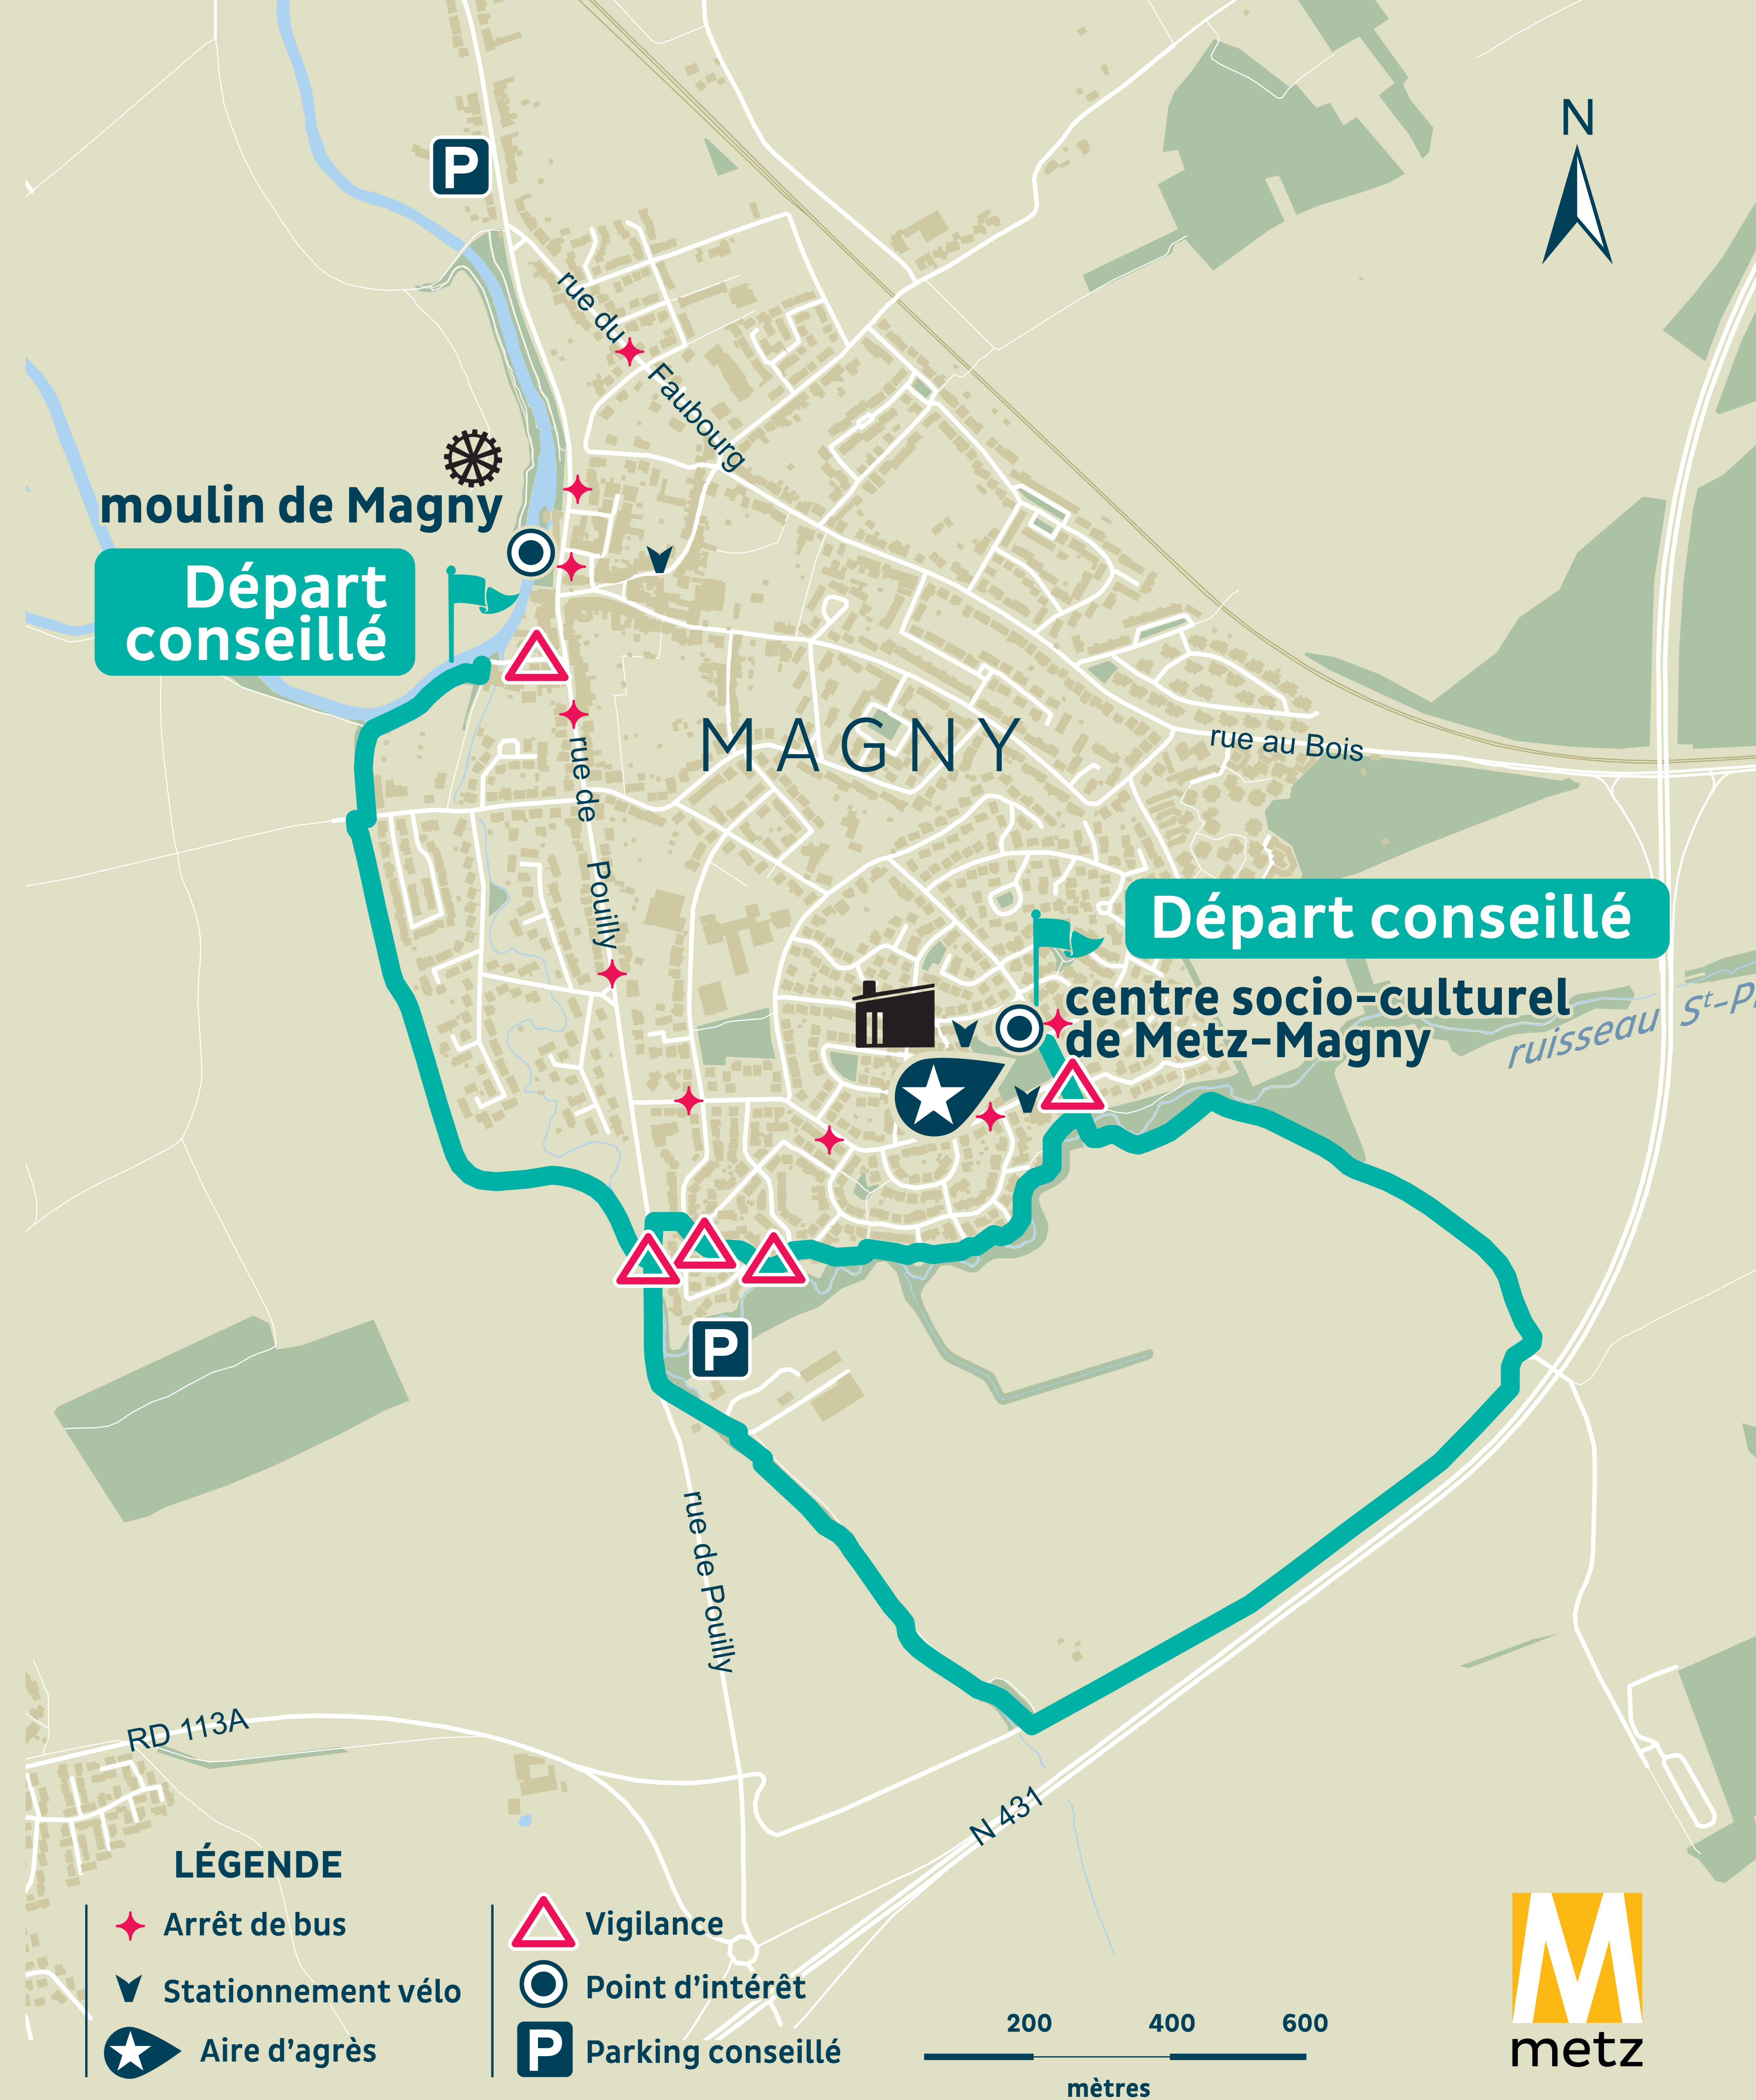 N
P
rue du
Faubourg
moulin de Magny
Départ
conseillé
MAGNY
rue au Bois
rue de
Pouilly
Départ conseillé
centre socio-culturel
de Metz-Magny
ruisseau St-P
P
rue de Pouilly
RD 113A
N 431
LÉGENDE
Arrêt de bus
Stationnement vélo
Aire d'agrès
Vigilance
Point d'intérêt
P Parking conseillé
200 400 600
mètres
M
metz